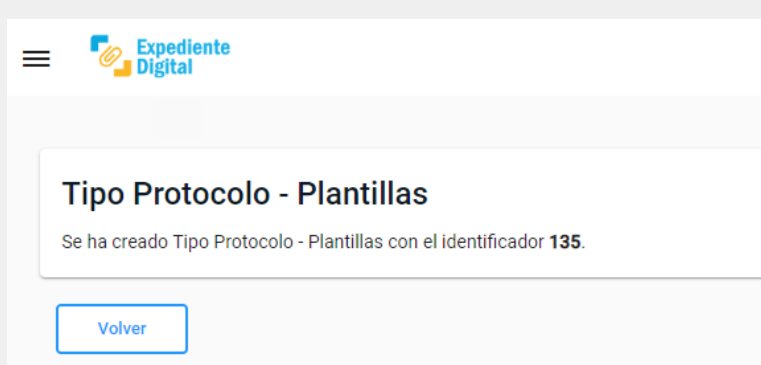 Expediente
Digital
Tipo Protocolo - Plantillas
Se ha creado Tipo Protocolo - Plantillas con el identificador 135.
Volver